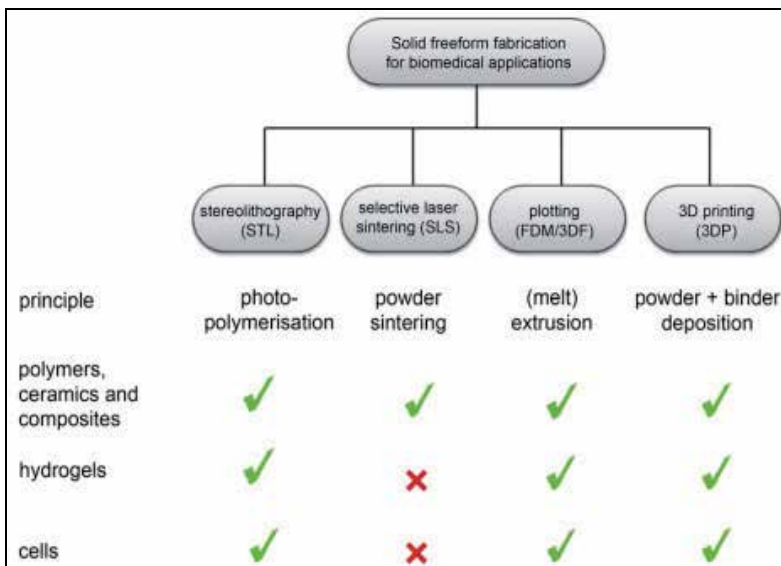 Solid freeform fabrication
for biomedical applications
stereolithography
(STL)
selective laser
sintering (SLS)
plotting
(FDM/3DF)
3D printing
(3DP)
principle
photo-
polymerisation
powder
sintering
(melt)
extrusion
powder + binder
deposition
polymers,
ceramics and
composites
hydrogels
cells